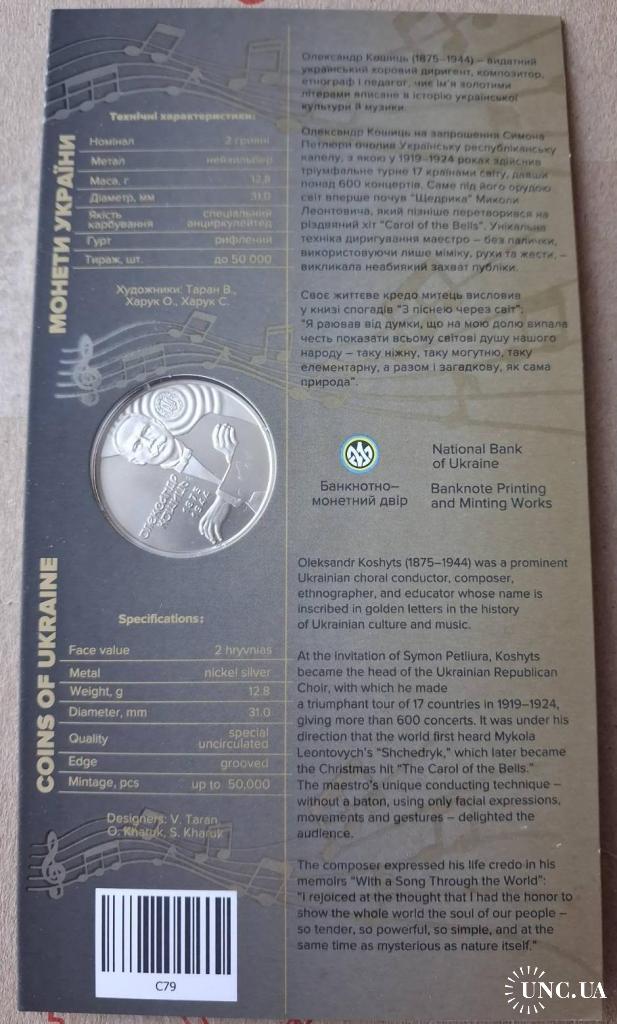 МОНЕТИ УКРАЇНИ
Технічні характеристики:
Номінал 2 гривні
Метал нейзильбер
Маса, г 12,8
Діаметр, мм 31,0
Якість карбування спеціальний анциркулейтед
Гурт рифлений
Тираж, шт. до 50 000
Художники: Таран В.,
Харук О., Харук С.
Олександр Кошиць (1875–1944) – видатний
український хоровий диригент, композитор,
етнограф і педагог, чиє ім'я золотими
літерами вписане в історію української
культури й музики.
Олександр Кошиць на запрошення Симона
Петлюри очолив Українську республіканську
капелу, з якою у 1919–1924 роках здійснив
тріумфальне турне 17 країнами світу, давши
понад 600 концертів. Саме під його орудою
світ вперше почув "Щедрика" Миколи
Леонтовича, який пізніше перетворився на
різдвяний хіт "Carol of the Bells". Унікальна
техніка диригування маестро – без палички,
використовуючи лише міміку, рухи та жести, –
викликала неабиякий захват публіки.
Своє життєве кредо митець висловив
у книзі спогадів "З піснею через світ":
"Я раював від думки, що на мою долю випала
честь показати всьому світові душу нашого
народу – таку ніжну, таку могутню, таку
елементарну, а разом і загадкову, як сама
природа".
ОЛЕКСАНДР
КОШИЦЬ
1875
1944
Банкнотно–
монетний двір
National Bank
of Ukraine
Banknote Printing
and Minting Works
COINS OF UKRAINE
Specifications:
Face value 2 hryvnias
Metal nickel silver
Weight, g 12.8
Diameter, mm 31.0
Quality special uncirculated
Edge grooved
Mintage, pcs up to 50,000
Designers: V. Taran
O. Kharuk, S. Kharuk
Oleksandr Koshyts (1875–1944) was a prominent
Ukrainian choral conductor, composer,
ethnographer, and educator whose name is
inscribed in golden letters in the history
of Ukrainian culture and music.
At the invitation of Symon Petliura, Koshyts
became the head of the Ukrainian Republican
Choir, with which he made
a triumphant tour of 17 countries in 1919–1924,
giving more than 600 concerts. It was under his
direction that the world first heard Mykola
Leontovych's "Shchedryk," which later became
the Christmas hit "The Carol of the Bells."
The maestro's unique conducting technique –
without a baton, using only facial expressions,
movements and gestures – delighted the
audience.
The composer expressed his life credo in his
memoirs "With a Song Through the World":
"I rejoiced at the thought that I had the honor to
show the whole world the soul of our people –
so tender, so powerful, so simple, and at the
same time as mysterious as nature itself."
C79
UNC.UA